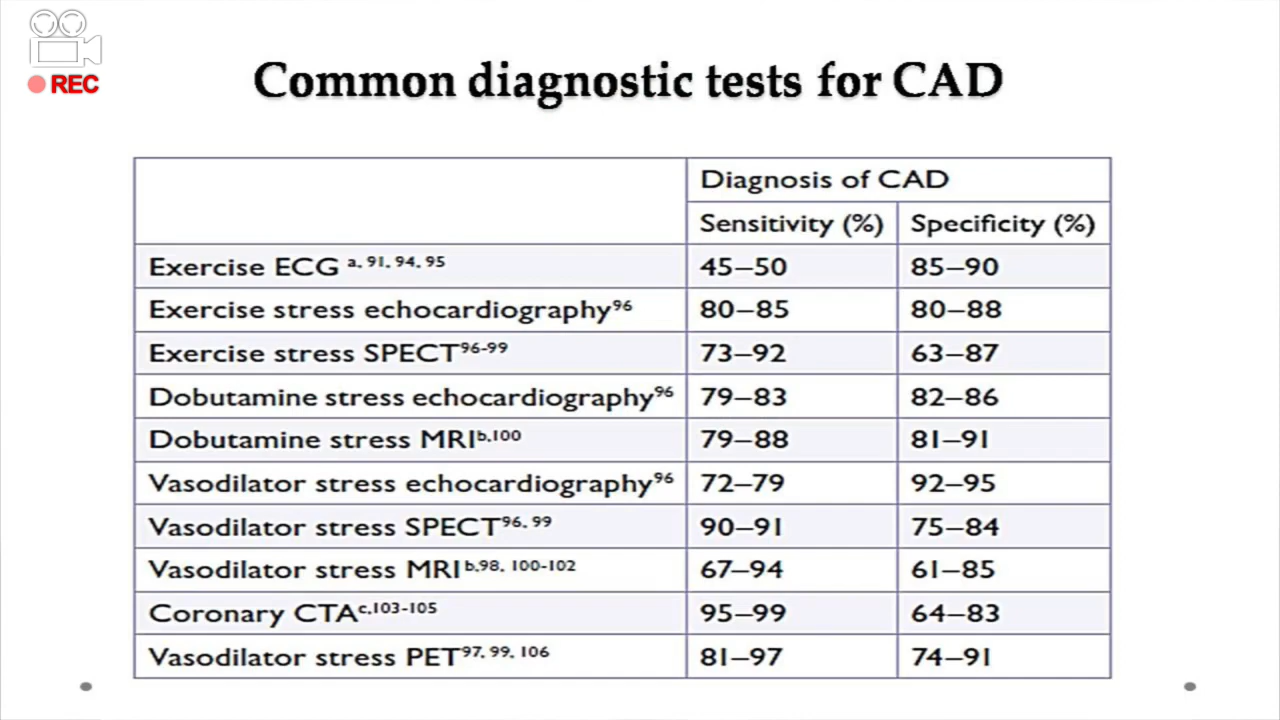 REC
Common diagnostic tests for CAD
Diagnosis of CAD
Sensitivity (%) Specificity (%)
Exercise ECG a, 91, 94, 95 45–50 85–90
Exercise stress echocardiography96 80–85 80–88
Exercise stress SPECT96-99 73–92 63–87
Dobutamine stress echocardiography96 79–83 82–86
Dobutamine stress MRIb,100 79–88 81–91
Vasodilator stress echocardiography96 72–79 92–95
Vasodilator stress SPECT96, 99 90–91 75–84
Vasodilator stress MRIb,98, 100-102 67–94 61–85
Coronary CTAc,103-105 95–99 64–83
Vasodilator stress PET97, 99, 106 81–97 74–91